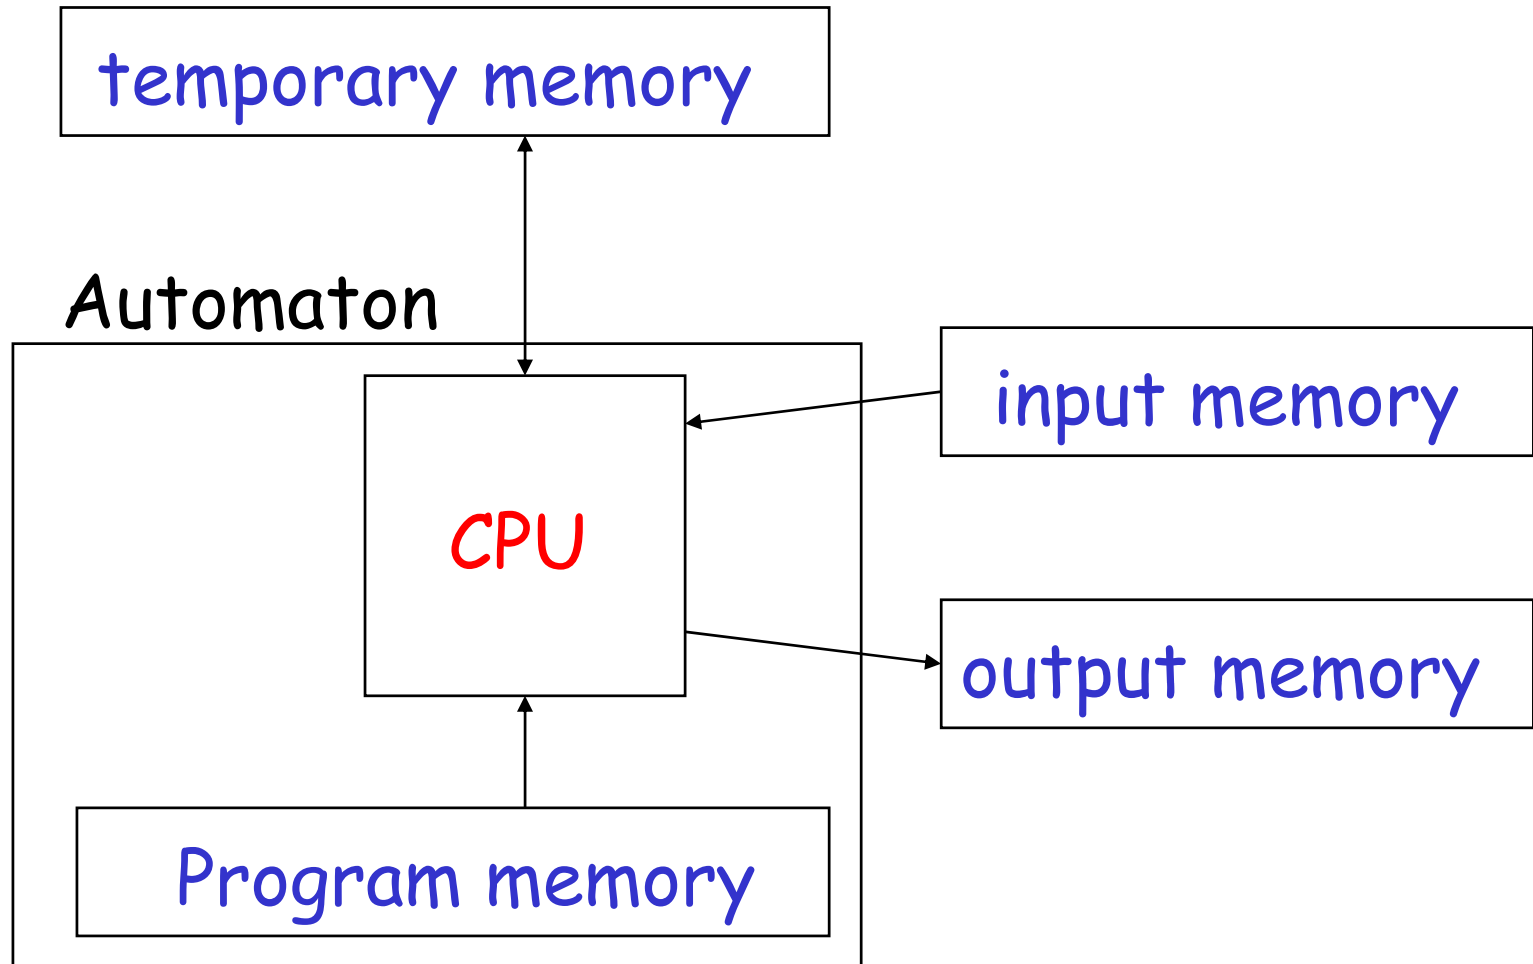 temporary memory
Automaton
input memory
CPU
output memory
Program memory